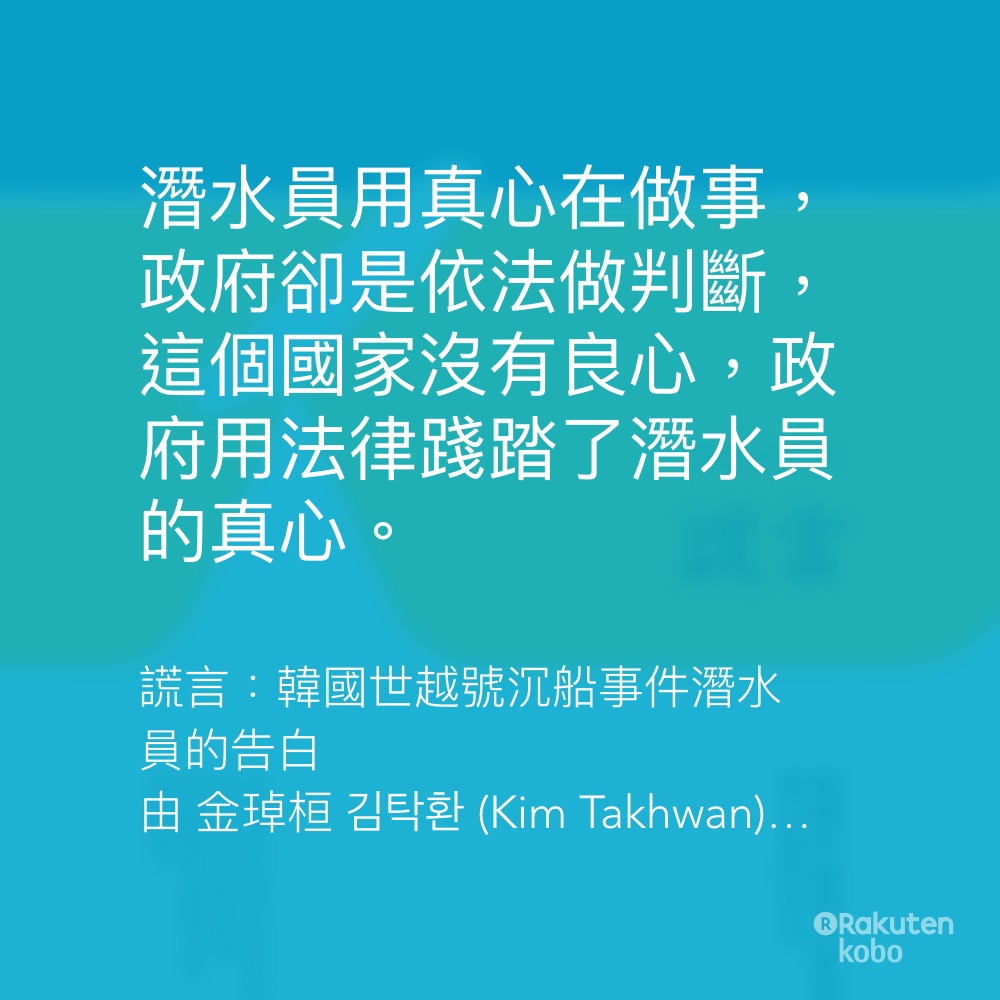 潛水員用真心在做事，
政府卻是依法做判斷，
這個國家沒有良心，政
府用法律踐踏了潛水員
的真心。
謊言：韓國世越號沉船事件潛水
員的告白
由 金琸桓 김탁환 (Kim Takhwan)…
Rakuten
kobo